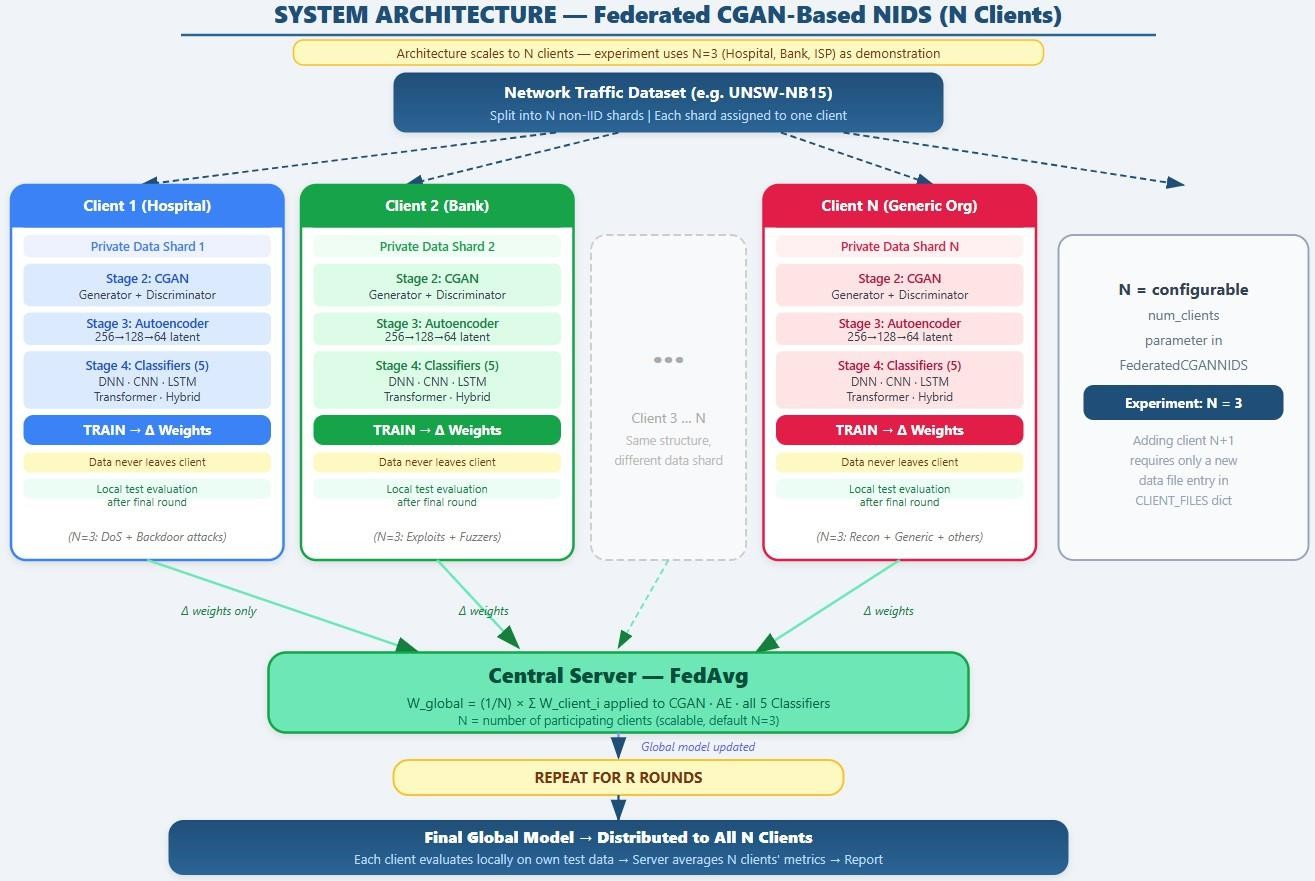 SYSTEM ARCHITECTURE — Federated CGAN-Based NIDS (N Clients)
Architecture scales to N clients — experiment uses N=3 (Hospital, Bank, ISP) as demonstration
Network Traffic Dataset (e.g. UNSW-NB15)
Split into N non-IID shards | Each shard assigned to one client
Client 1 (Hospital)
Private Data Shard 1
Stage 2: CGAN
Generator + Discriminator
Stage 3: Autoencoder
256→128→64 latent
Stage 4: Classifiers (5)
DNN · CNN · LSTM
Transformer · Hybrid
TRAIN → Δ Weights
Data never leaves client
Local test evaluation
after final round
(N=3: DoS + Backdoor attacks)
Client 2 (Bank)
Private Data Shard 2
Stage 2: CGAN
Generator + Discriminator
Stage 3: Autoencoder
256→128→64 latent
Stage 4: Classifiers (5)
DNN · CNN · LSTM
Transformer · Hybrid
TRAIN → Δ Weights
Data never leaves client
Local test evaluation
after final round
(N=3: Exploits + Fuzzers)
•••
Client 3 ... N
Same structure,
different data shard
Client N (Generic Org)
Private Data Shard N
Stage 2: CGAN
Generator + Discriminator
Stage 3: Autoencoder
256→128→64 latent
Stage 4: Classifiers (5)
DNN · CNN · LSTM
Transformer · Hybrid
TRAIN → Δ Weights
Data never leaves client
Local test evaluation
after final round
(N=3: Recon + Generic + others)
N = configurable
num_clients
parameter in
FederatedCGANNIDS
Experiment: N = 3
Adding client N+1
requires only a new
data file entry in
CLIENT_FILES dict
Δ weights only
Δ weights
Δ weights
Central Server — FedAvg
W_global = (1/N) × Σ W_client_i applied to CGAN · AE · all 5 Classifiers
N = number of participating clients (scalable, default N=3)
Global model updated
REPEAT FOR R ROUNDS
Final Global Model → Distributed to All N Clients
Each client evaluates locally on own test data → Server averages N clients' metrics → Report